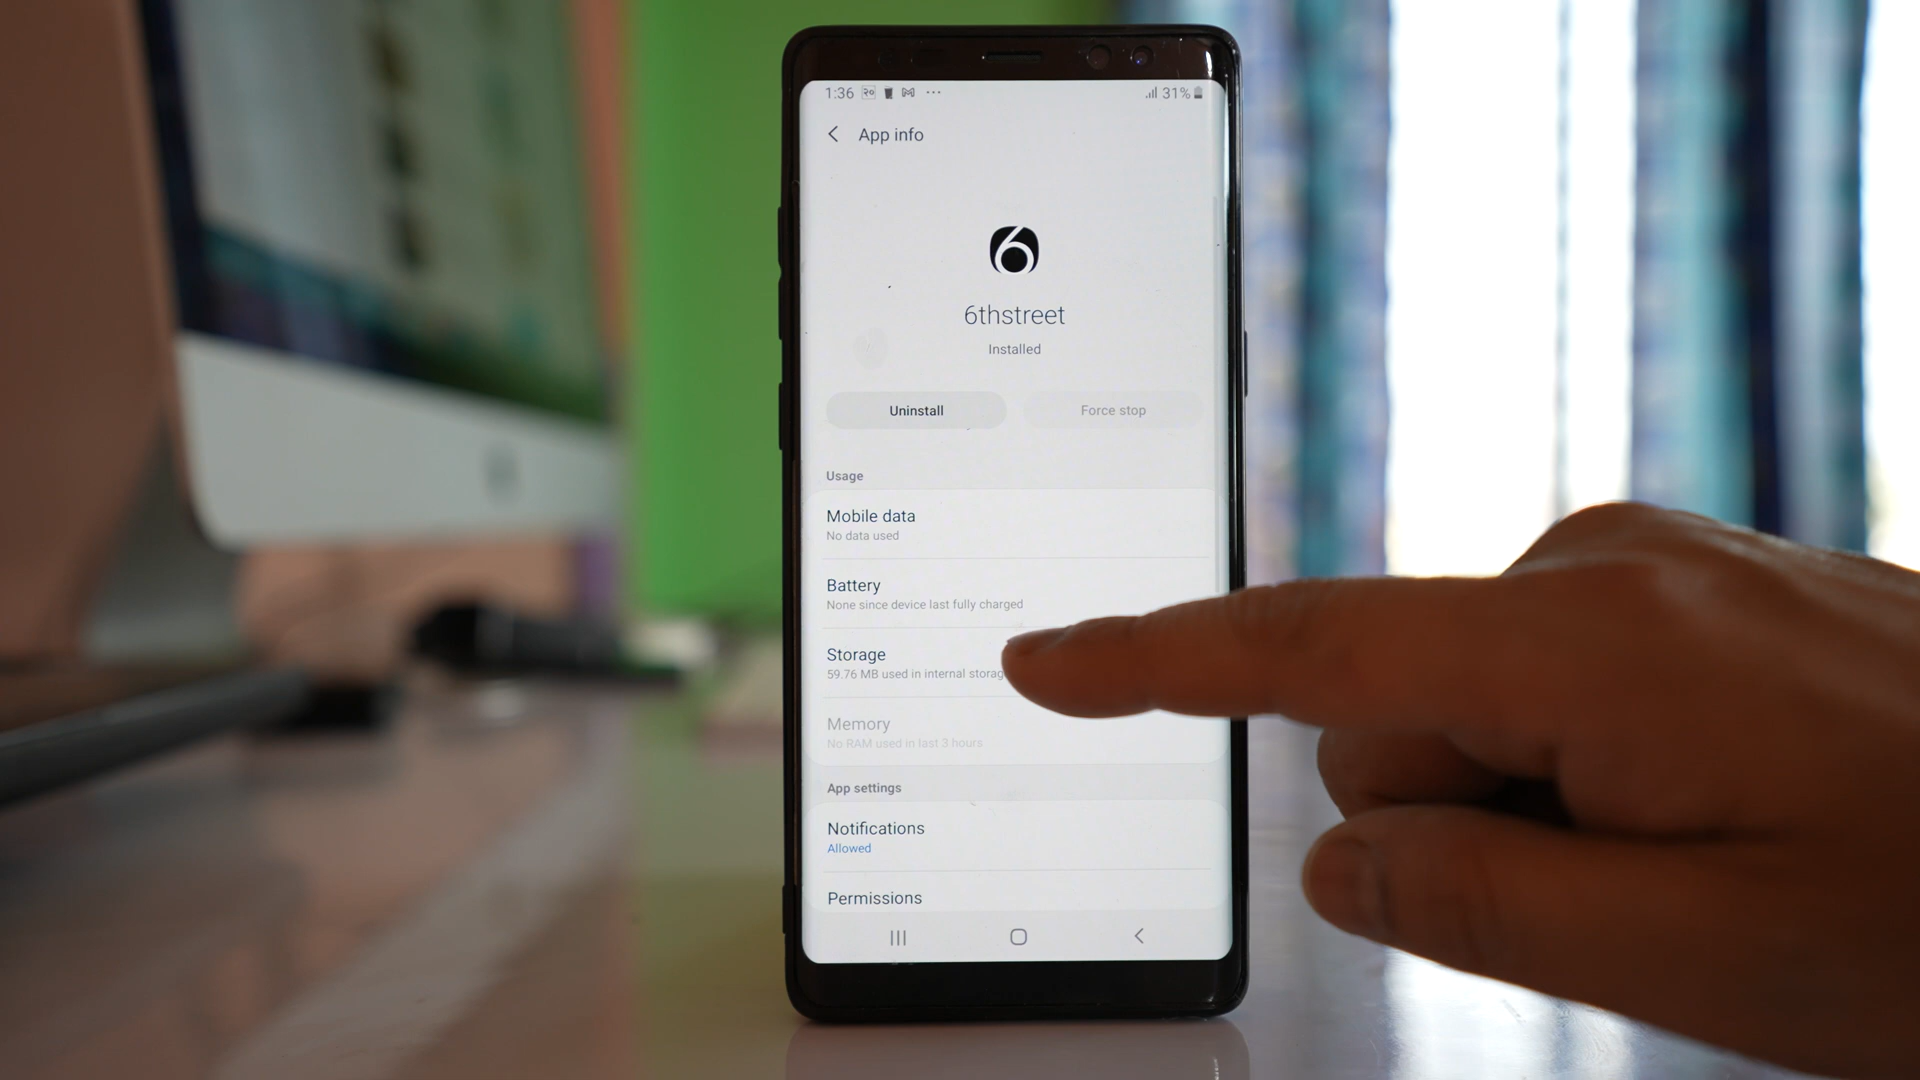 1:36 31%
App info
6
6thstreet
Installed
Uninstall Force stop
Usage
Mobile data
No data used
Battery
None since device last fully charged
Storage
59.76 MB used in internal storag
Memory
No RAM used in last 3 hours
App settings
Notifications
Allowed
Permissions